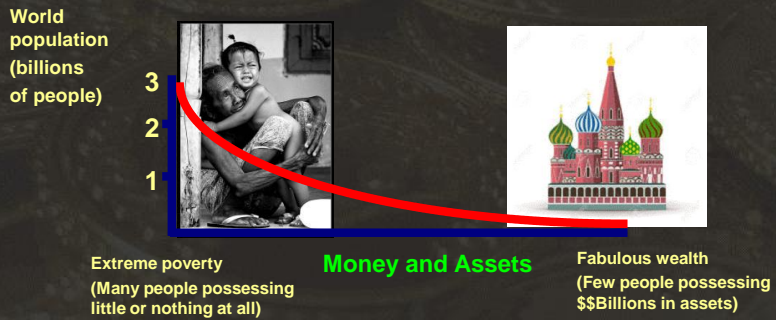 World
population
(billions
of people)
3
2
1
Extreme poverty
(Many people possessing
little or nothing at all)
Money and Assets
Fabulous wealth
(Few people possessing
$$Billions in assets)